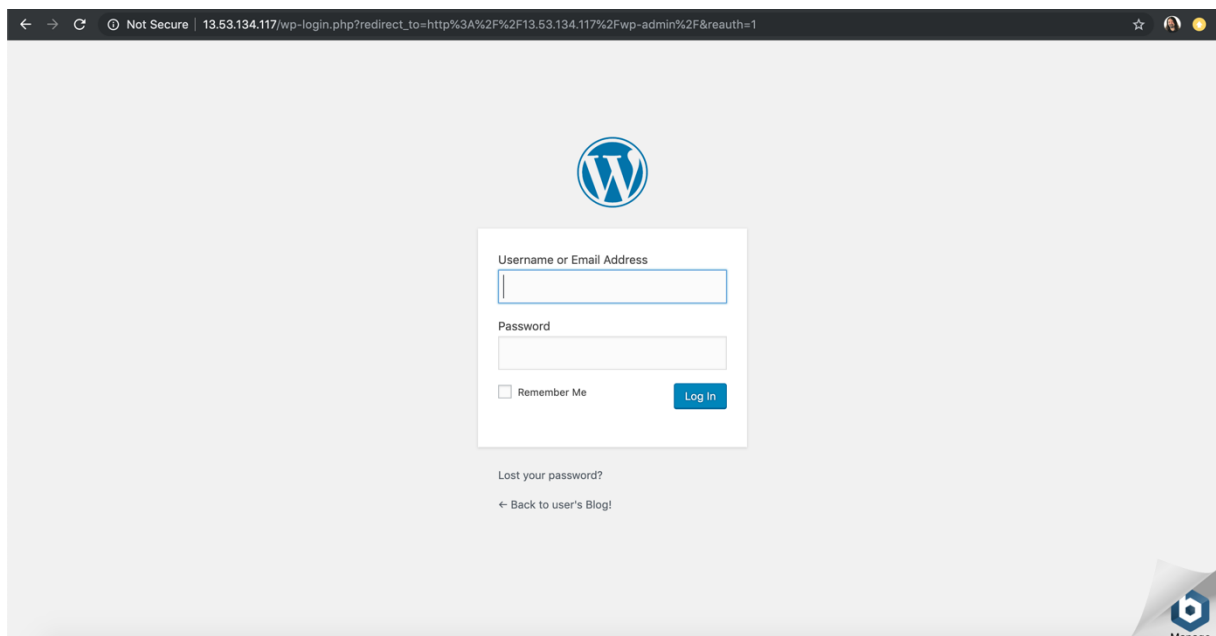 Not Secure | 13.53.134.117/wp-login.php?redirect_to=http%3A%2F%2F13.53.134.117%2Fwp-admin%2F&reauth=1
Username or Email Address
Password
Remember Me
Log In
Lost your password?
← Back to user's Blog!